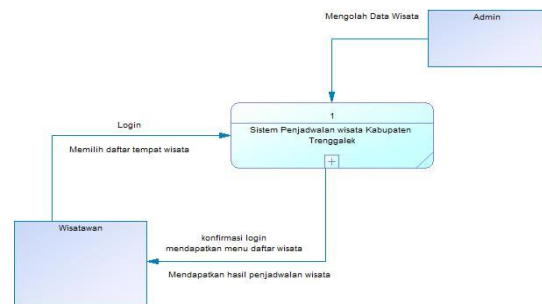 Mengolah Data Wisata
Admin
1
Sistem Penjadwalan wisata Kabupaten
Trenggalek
Login
Memilih daftar tempat wisata
Wisatawan
konfirmasi login
mendapatkan menu daftar wisata
Mendapatkan hasil penjadwalan wisata